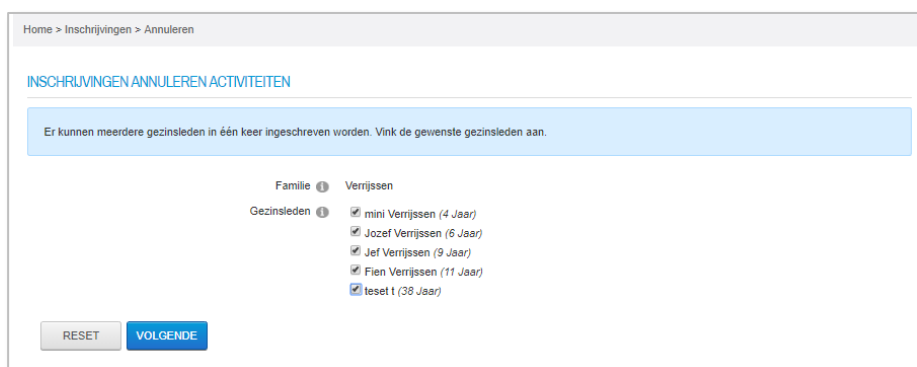 Home > Inschrijvingen > Annuleren
INSCHRIJVINGEN ANNULEREN ACTIVITEITEN
Er kunnen meerdere gezinsleden in één keer ingeschreven worden. Vink de gewenste gezinsleden aan.
Familie Verrijssen
Gezinsleden mini Verrijssen (4 Jaar)
Jozef Verrijssen (6 Jaar)
Jef Verrijssen (9 Jaar)
Fien Verrijssen (11 Jaar)
teset t (38 Jaar)
RESET VOLGENDE